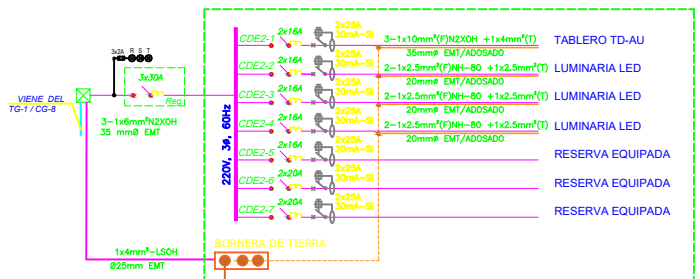 CDE2-1 2x16A 2x25A 30mA-SI 3-1x10mm²(F)N2XOH +1x4mm²(T) TABLERO TD-AU
35mmø EMT/ADOSADO
CDE2-2 2x16A 2x25A 30mA-SI 2-1x2.5mm²(F)NH-80 +1x2.5mm²(T) LUMINARIA LED
20mmø EMT/ADOSADO
CDE2-3 2x16A 2x25A 30mA-SI 2-1x2.5mm²(F)NH-80 +1x2.5mm²(T) LUMINARIA LED
20mmø EMT/ADOSADO
CDE2-4 2x16A 2x25A 30mA-SI 2-1x2.5mm²(F)NH-80 +1x2.5mm²(T) LUMINARIA LED
20mmø EMT/ADOSADO
CDE2-5 2x16A 2x25A 30mA-SI RESERVA EQUIPADA
CDE2-6 2x20A 2x25A 30mA-SI RESERVA EQUIPADA
CDE2-7 2x20A 2x25A 30mA-SI RESERVA EQUIPADA
3x2A R S T
3x30A
Reg.
VIENE DEL
TG-1 / CG-8
3-1x6mm²N2XOH
35 mmØ EMT
220V, 3ø, 60Hz
BORNERA DE TIERRA
1x4mm²-LSOH
Ø25mm EMT